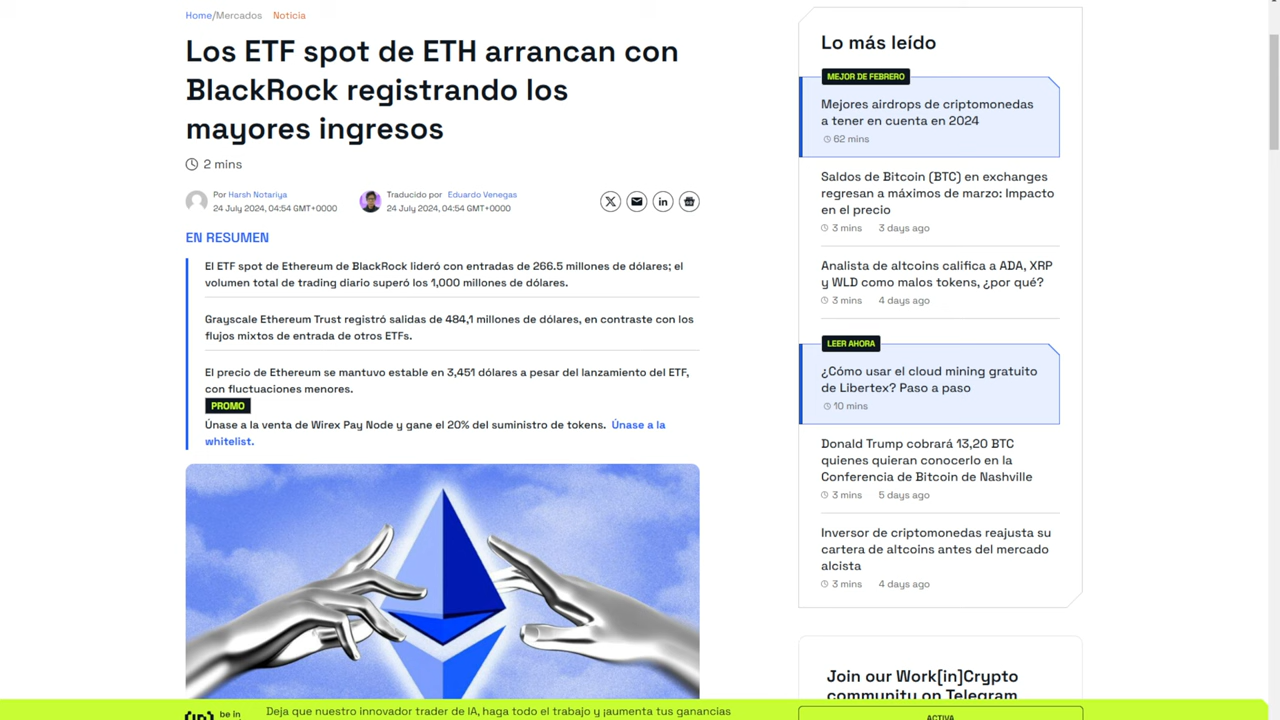 Home/Mercados Noticia
Los ETF spot de ETH arrancan con
BlackRock registrando los
mayores ingresos
2 mins
Por Harsh Notariya
24 July 2024, 04:54 GMT+0000
Traducido por Eduardo Venegas
24 July 2024, 04:54 GMT+0000
EN RESUMEN
El ETF spot de Ethereum de BlackRock lideró con entradas de 266.5 millones de dólares; el
volumen total de trading diario superó los 1,000 millones de dólares.
Grayscale Ethereum Trust registró salidas de 484,1 millones de dólares, en contraste con los
flujos mixtos de entrada de otros ETFs.
El precio de Ethereum se mantuvo estable en 3,451 dólares a pesar del lanzamiento del ETF,
con fluctuaciones menores.
PROMO
Únase a la venta de Wirex Pay Node y gane el 20% del suministro de tokens. Únase a la
whitelist.
Lo más leído
MEJOR DE FEBRERO
Mejores airdrops de criptomonedas
a tener en cuenta en 2024
62 mins
Saldos de Bitcoin (BTC) en exchanges
regresan a máximos de marzo: Impacto
en el precio
3 mins 3 days ago
Analista de altcoins califica a ADA, XRP
y WLD como malos tokens, ¿por qué?
3 mins 4 days ago
LEER AHORA
¿Cómo usar el cloud mining gratuito
de Libertex? Paso a paso
10 mins
Donald Trump cobrará 13,20 BTC
quienes quieran conocerlo en la
Conferencia de Bitcoin de Nashville
3 mins 5 days ago
Inversor de criptomonedas reajusta su
cartera de altcoins antes del mercado
alcista
3 mins 4 days ago
Join our Work[in]Crypto
community on Telegram
be in
Deja que nuestro innovador trader de IA, haga todo el trabajo y ¡aumenta tus ganancias
ACTIVA